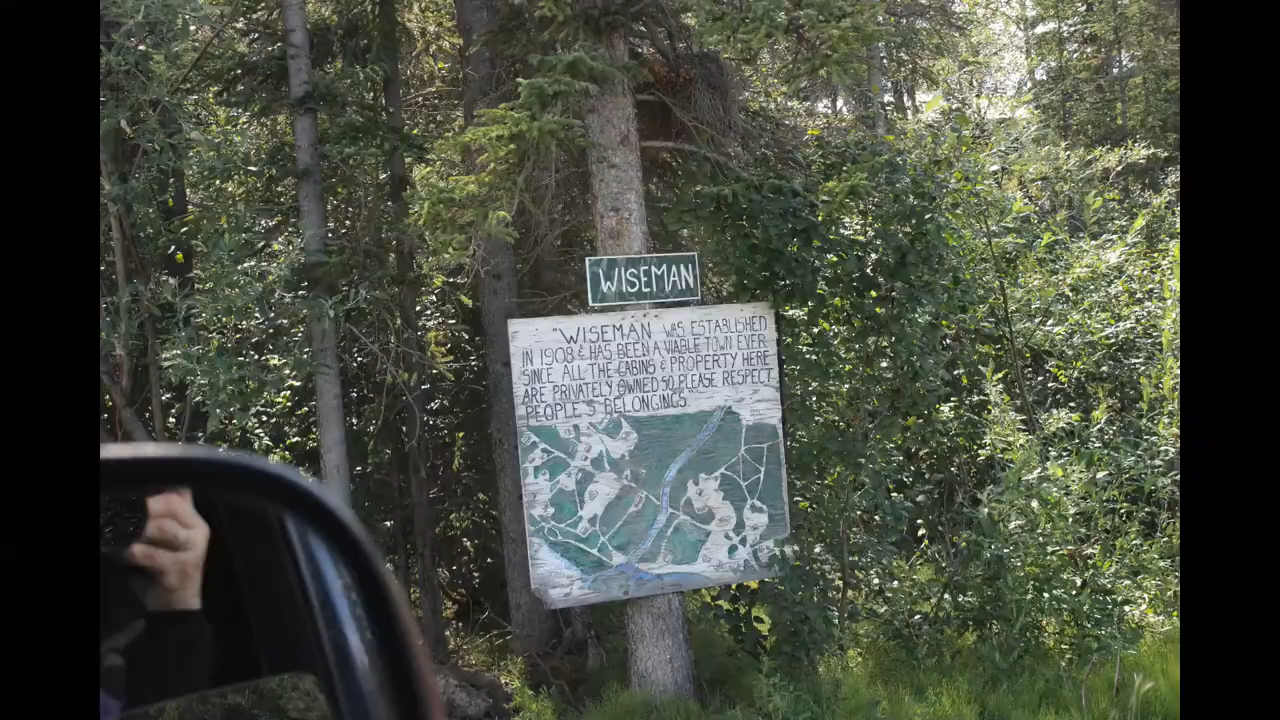 WISEMAN
"WISEMAN WAS ESTABLISHED
IN 1908 & HAS BEEN A VIABLE TOWN EVER
SINCE ALL THE CABINS & PROPERTY HERE
ARE PRIVATELY OWNED SO PLEASE RESPECT
PEOPLE'S BELONGINGS.